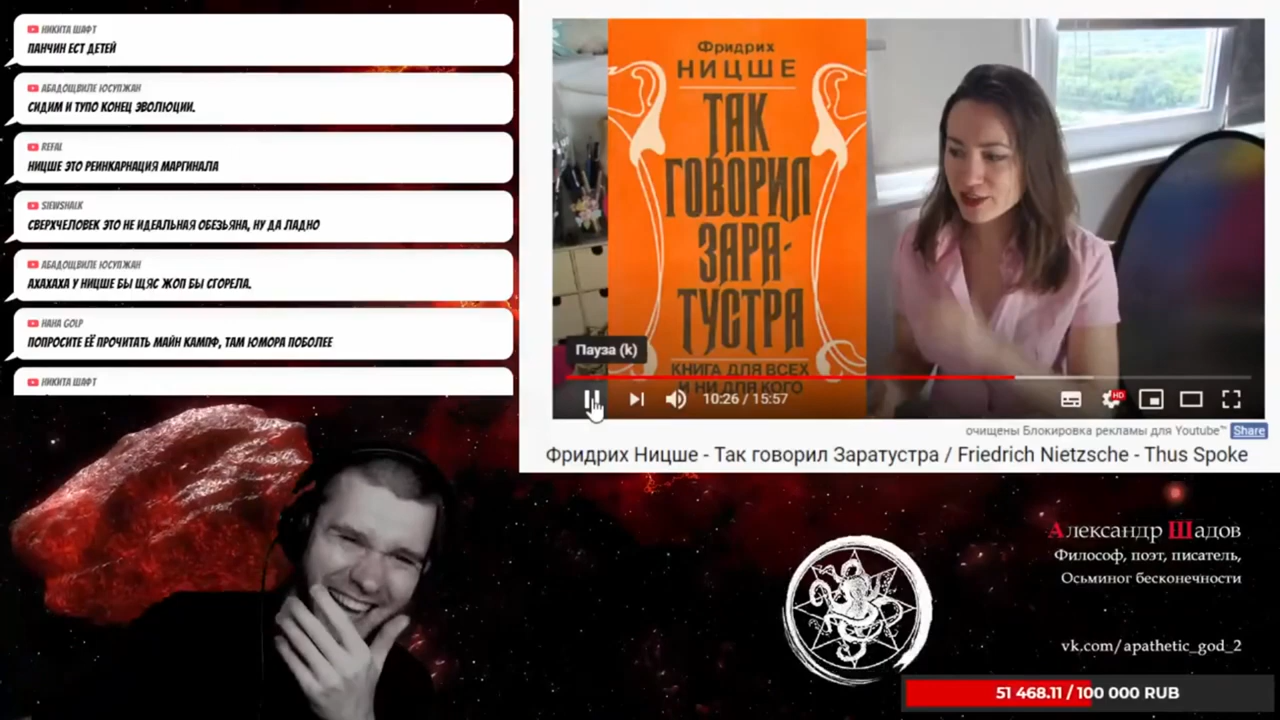 НИКИТА ШАФТ
ПАНЧИН ЕСТ ДЕТЕЙ
АБАДОЩВИЛЕ ЮСУПЖАН
СИДИМ И ТУПО КОНЕЦ ЭВОЛЮЦИИ.
REFAL
НИЦШЕ ЭТО РЕИНКАРНАЦИЯ МАРГИНАЛА
SIEWSHALK
СВЕРХЧЕЛОВЕК ЭТО НЕ ИДЕАЛЬНАЯ ОБЕЗЬЯНА, НУ ДА ЛАДНО
АБАДОЩВИЛЕ ЮСУПЖАН
АХАХАХА У НИЦШЕ БЫ ЩЯС ЖОП БЫ СГОРЕЛА.
НАНА GOLP
ПОПРОСИТЕ ЕЁ ПРОЧИТАТЬ МАЙН КАМПФ, ТАМ ЮМОРА ПОБОЛЕЕ
НИКИТА ШАФТ
Фридрих
НИЦШЕ
ТАК
ГОВОРИЛ
ЗАРА-
ТУСТРА
КНИГА ДЛЯ ВСЕХ
И НИ ДЛЯ КОГО
Пауза (k)
10:26 / 15:57
HD
очищены Блокировка рекламы для Youtube™ Share
Фридрих Ницше - Так говорил Заратустра / Friedrich Nietzsche - Thus Spoke
Александр Шадов
Философ, поэт, писатель,
Осьминог бесконечности
vk.com/apathetic_god_2
51 468.11 / 100 000 RUB